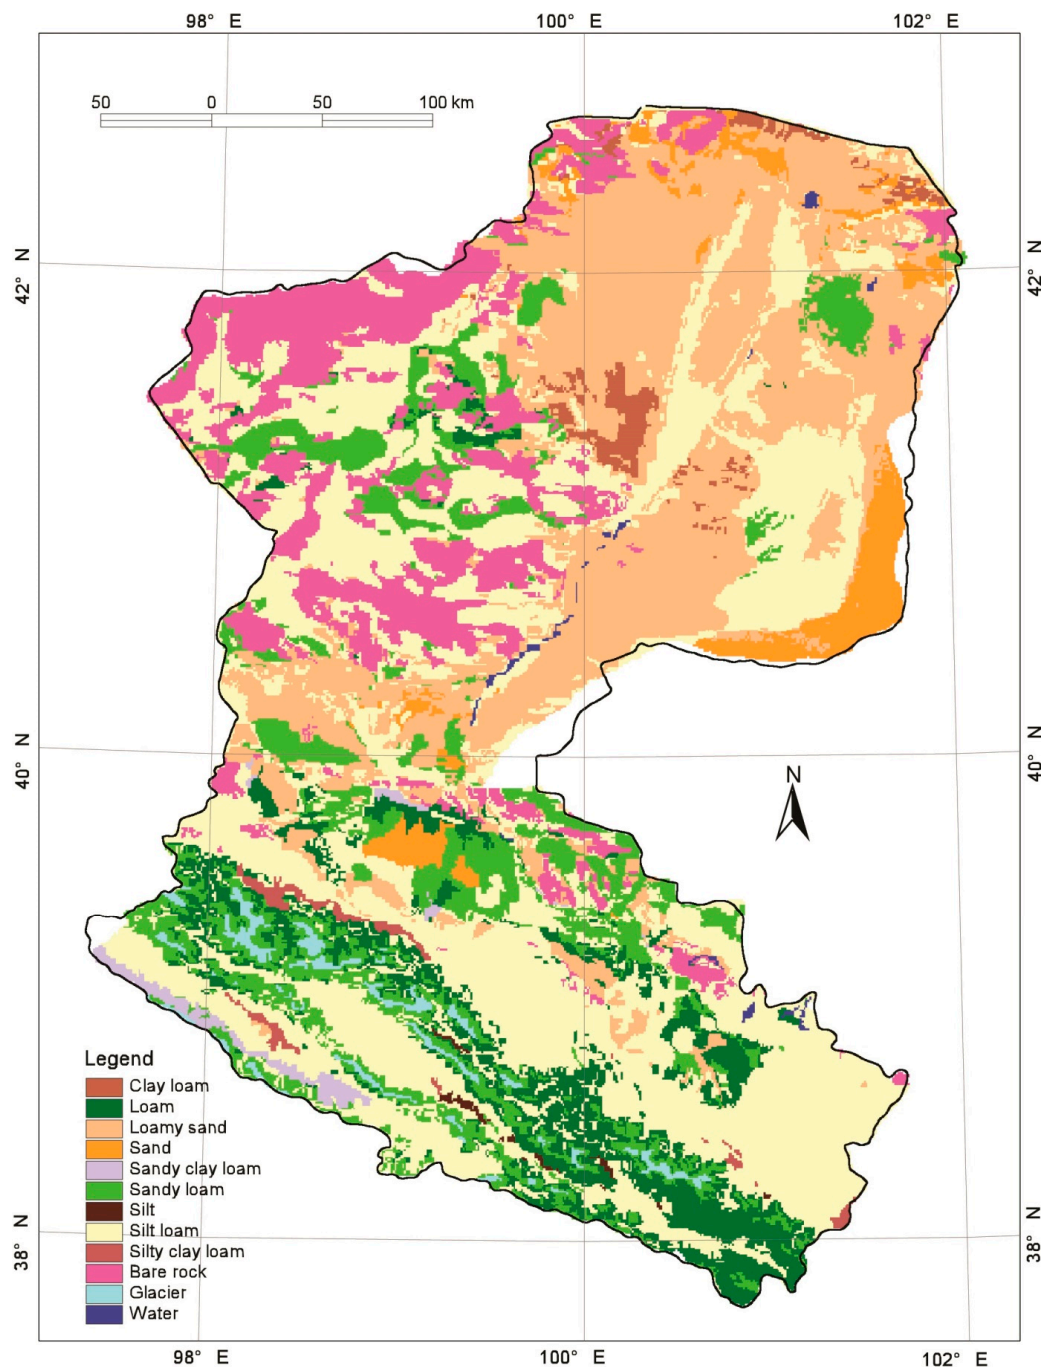 98° E 100° E 102° E
50 0 50 100 km
42° N
42° N
40° N
40° N
N
Legend
Clay loam
Loam
Loamy sand
Sand
Sandy clay loam
Sandy loam
Silt
Silt loam
Silty clay loam
Bare rock
Glacier
Water
38° N
38° N
98° E 100° E 102° E